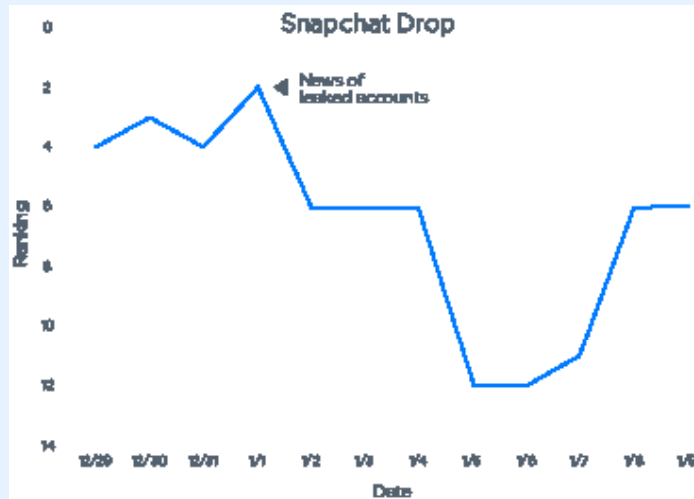 Snapchat Drop
0
2
4
6
8
10
12
14
Ranking
News of
leaked accounts
12/29 12/30 12/31 1/1 1/2 1/3 1/4 1/5 1/6 1/7 1/8 1/9
Date